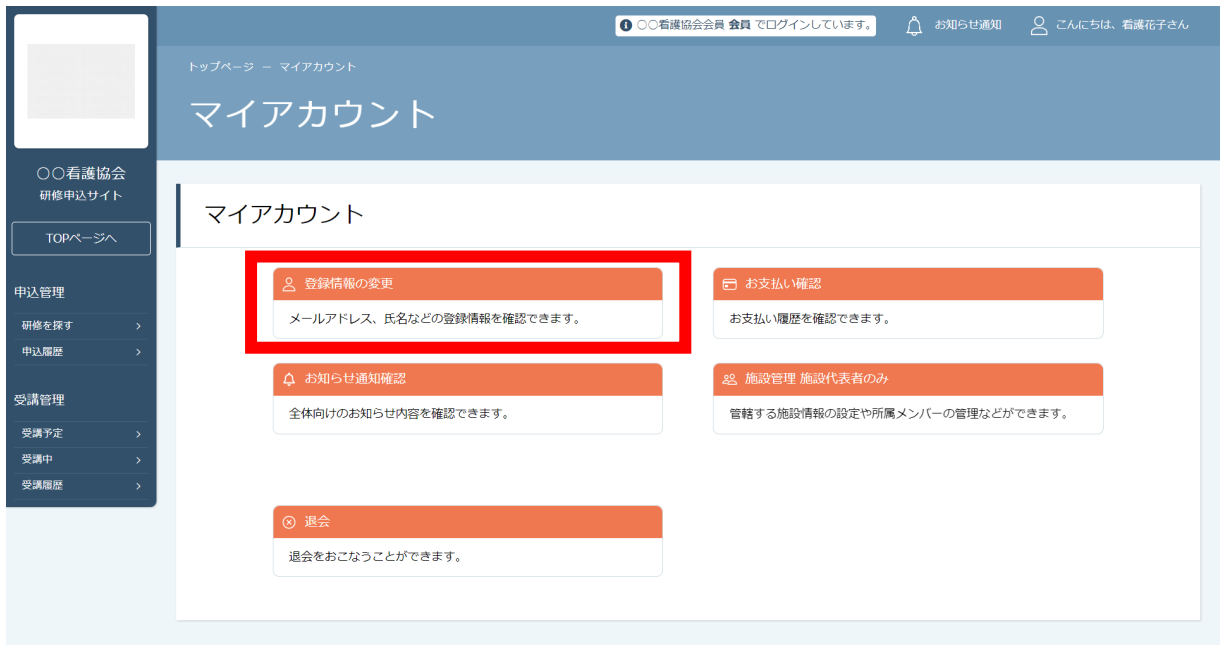 ○○看護協会会員 会員 でログインしています。
お知らせ通知
こんにちは、看護花子さん
トップページ － マイアカウント
マイアカウント
○○看護協会
研修申込サイト
TOPページへ
申込管理
研修を探す
申込履歴
受講管理
受講予定
受講中
受講履歴
マイアカウント
登録情報の変更
メールアドレス、氏名などの登録情報を確認できます。
お支払い確認
お支払い履歴を確認できます。
お知らせ通知確認
全体向けのお知らせ内容を確認できます。
施設管理 施設代表者のみ
管轄する施設情報の設定や所属メンバーの管理などができます。
退会
退会をおこなうことができます。